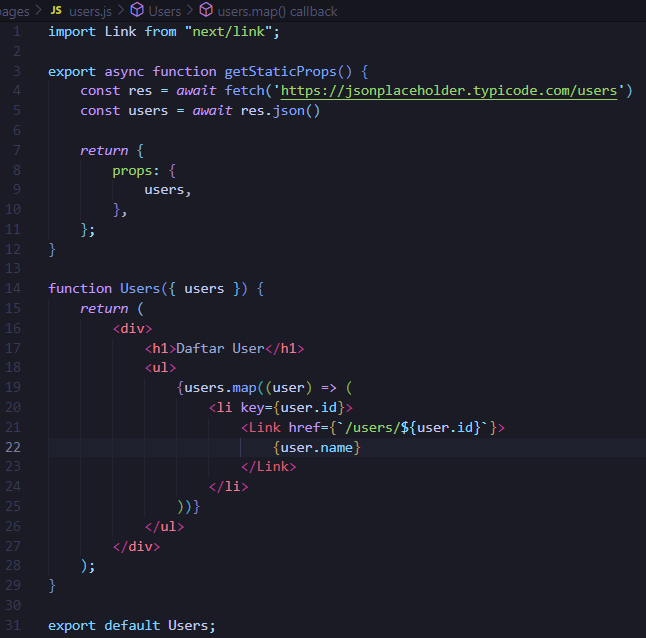 pages > JS users.js > Users > users.map() callback
1 import Link from "next/link";
2
3 export async function getStaticProps() {
4     const res = await fetch('https://jsonplaceholder.typicode.com/users')
5     const users = await res.json()
6
7     return {
8         props: {
9             users,
10         },
11     };
12 }
13
14 function Users({ users }) {
15     return (
16         <div>
17             <h1>Daftar User</h1>
18             <ul>
19                 {users.map((user) => (
20                     <li key={user.id}>
21                         <Link href={`/users/${user.id}`}>
22                             {user.name}
23                         </Link>
24                     </li>
25                 ))}
26             </ul>
27         </div>
28     );
29 }
30
31 export default Users;